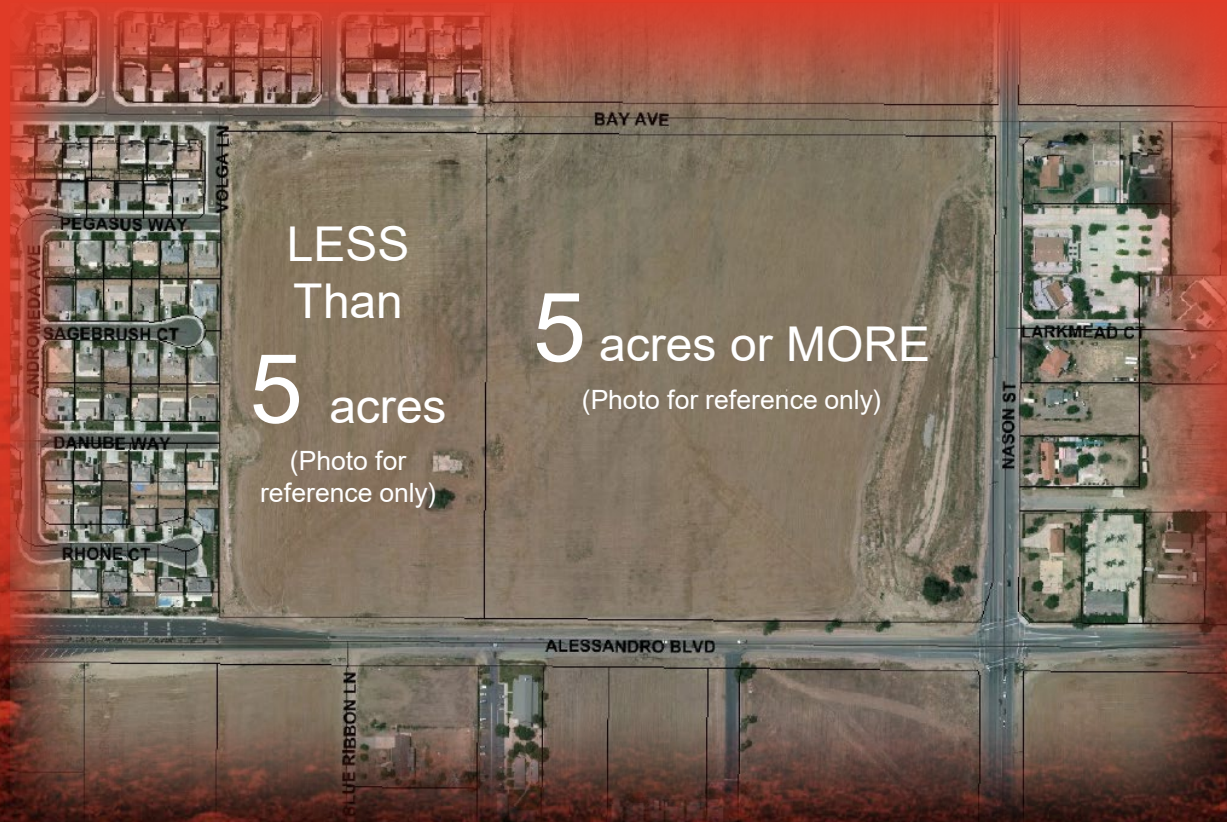 BAY AVE
VOLGA LN
PEGASUS WAY
ANDROMEDA AVE
LESS
Than
5 acres
(Photo for
reference only)
5 acres or MORE
(Photo for reference only)
SAGEBRUSH CT
LARKMEAD CT
NASON ST
DANUBE WAY
RHONE CT
ALESSANDRO BLVD
BLUE RIBBON LN